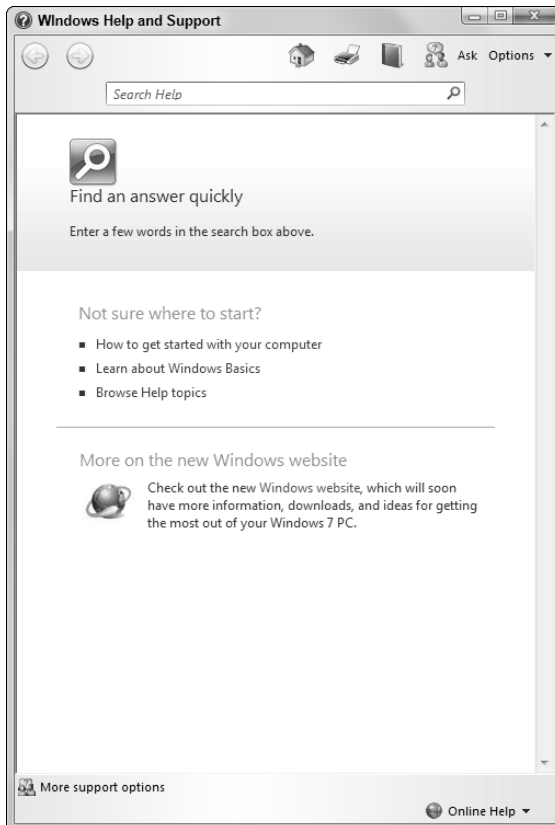 WIndows Help and Support
Ask Options
Search Help
Find an answer quickly
Enter a few words in the search box above.
Not sure where to start?
How to get started with your computer
Learn about Windows Basics
Browse Help topics
More on the new Windows website
Check out the new Windows website, which will soon
have more information, downloads, and ideas for getting
the most out of your Windows 7 PC.
More support options
Online Help